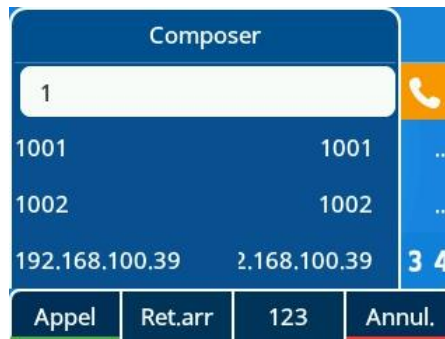 Composer
1
1001 1001 ..
1002 1002 ..
192.168.100.39 2.168.100.39 3 4
Appel Ret.arr 123 Annul.